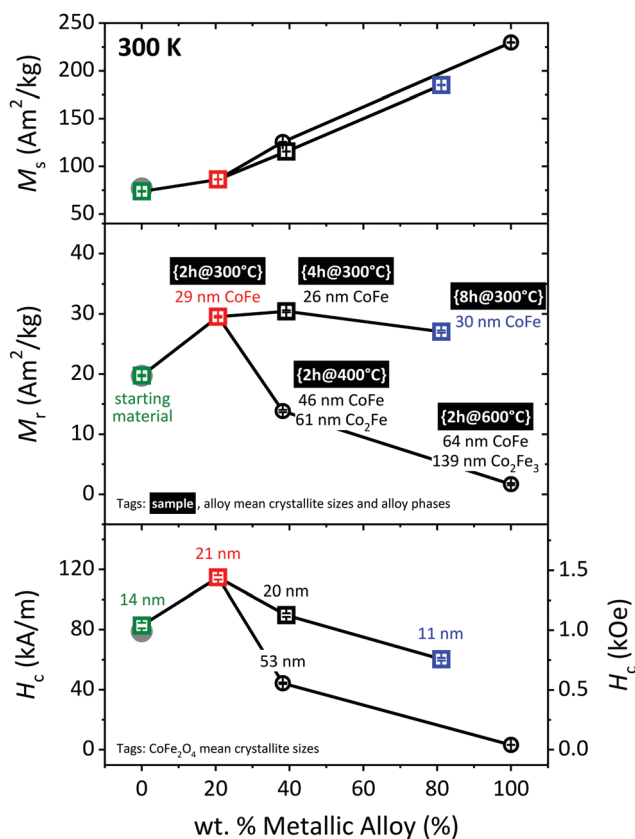 300 K
250
200
150
100
50
Ms (Am²/kg)
40
30
20
10
0
Mr (Am²/kg)
{2h@300°C}
29 nm CoFe
{4h@300°C}
26 nm CoFe
{8h@300°C}
30 nm CoFe
starting
material
{2h@400°C}
46 nm CoFe
61 nm Co₂Fe
{2h@600°C}
64 nm CoFe
139 nm Co₂Fe₃
Tags: sample, alloy mean crystallite sizes and alloy phases
120
80
40
0
Hc (kA/m)
14 nm
21 nm
20 nm
53 nm
11 nm
1.5
1.0
0.5
0.0
Hc (kOe)
Tags: CoFe₂O₄ mean crystallite sizes
0 20 40 60 80 100
wt. % Metallic Alloy (%)